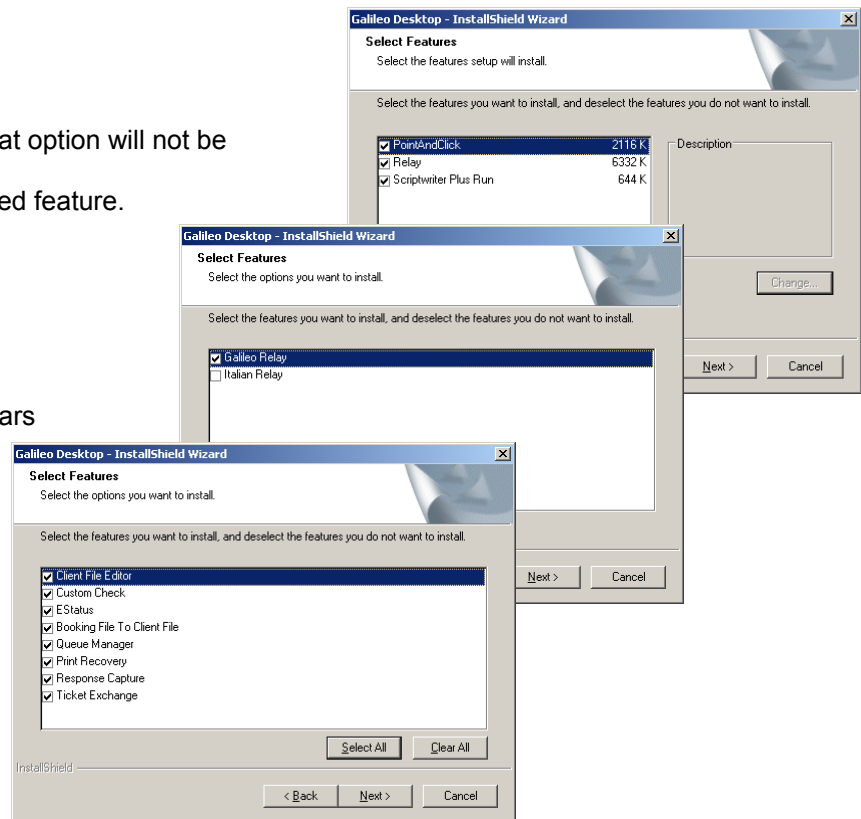 at option will not be
ed feature.
ars
Galileo Desktop - InstallShield Wizard
Select Features
Select the features setup will install.
Select the features you want to install, and deselect the features you do not want to install.
PointAndClick 2116 K
Relay 6332 K
Scriptwriter Plus Run 644 K
Description
Change...
Next > Cancel
Galileo Desktop - InstallShield Wizard
Select Features
Select the options you want to install.
Select the features you want to install, and deselect the features you do not want to install.
Galileo Relay
Italian Relay
Next > Cancel
Galileo Desktop - InstallShield Wizard
Select Features
Select the options you want to install.
Select the features you want to install, and deselect the features you do not want to install.
Client File Editor
Custom Check
EStatus
Booking File To Client File
Queue Manager
Print Recovery
Response Capture
Ticket Exchange
Select All Clear All
InstallShield
< Back Next > Cancel